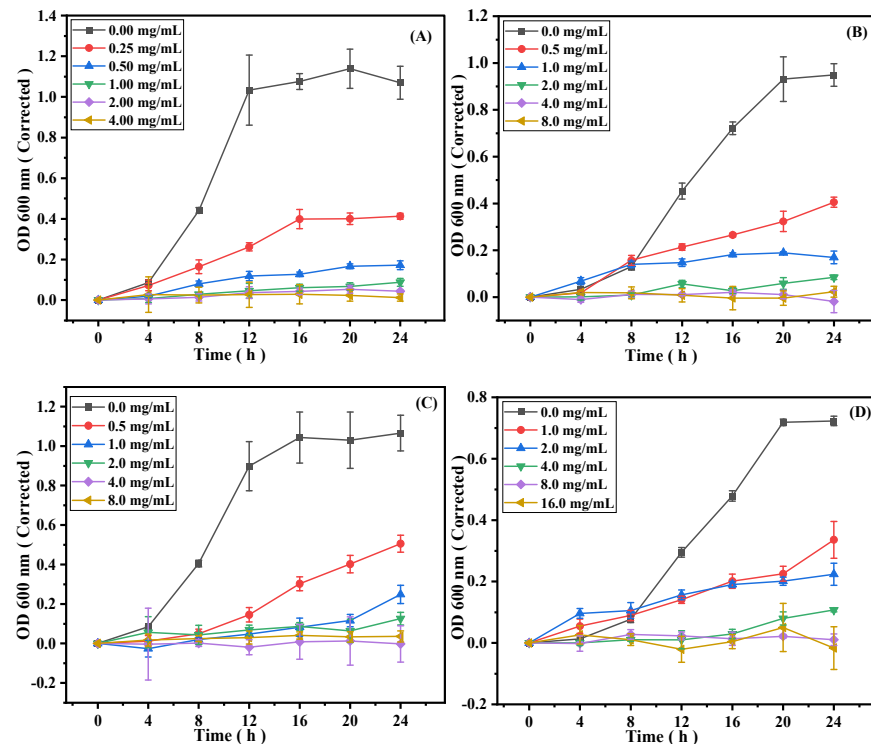 (A)
0.00 mg/mL
0.25 mg/mL
0.50 mg/mL
1.00 mg/mL
2.00 mg/mL
4.00 mg/mL
OD 600 nm ( Corrected )
1.4
1.2
1.0
0.8
0.6
0.4
0.2
0.0
0 4 8 12 16 20 24
Time ( h )
(B)
0.0 mg/mL
0.5 mg/mL
1.0 mg/mL
2.0 mg/mL
4.0 mg/mL
8.0 mg/mL
OD 600 nm ( Corrected )
1.2
1.0
0.8
0.6
0.4
0.2
0.0
0 4 8 12 16 20 24
Time ( h )
(C)
0.0 mg/mL
0.5 mg/mL
1.0 mg/mL
2.0 mg/mL
4.0 mg/mL
8.0 mg/mL
OD 600 nm (Corrected)
1.2
1.0
0.8
0.6
0.4
0.2
0.0
-0.2
0 4 8 12 16 20 24
Time ( h )
(D)
0.0 mg/mL
1.0 mg/mL
2.0 mg/mL
4.0 mg/mL
8.0 mg/mL
16.0 mg/mL
OD 600 nm (Corrected)
0.8
0.6
0.4
0.2
0.0
-0.2
0 4 8 12 16 20 24
Time ( h )